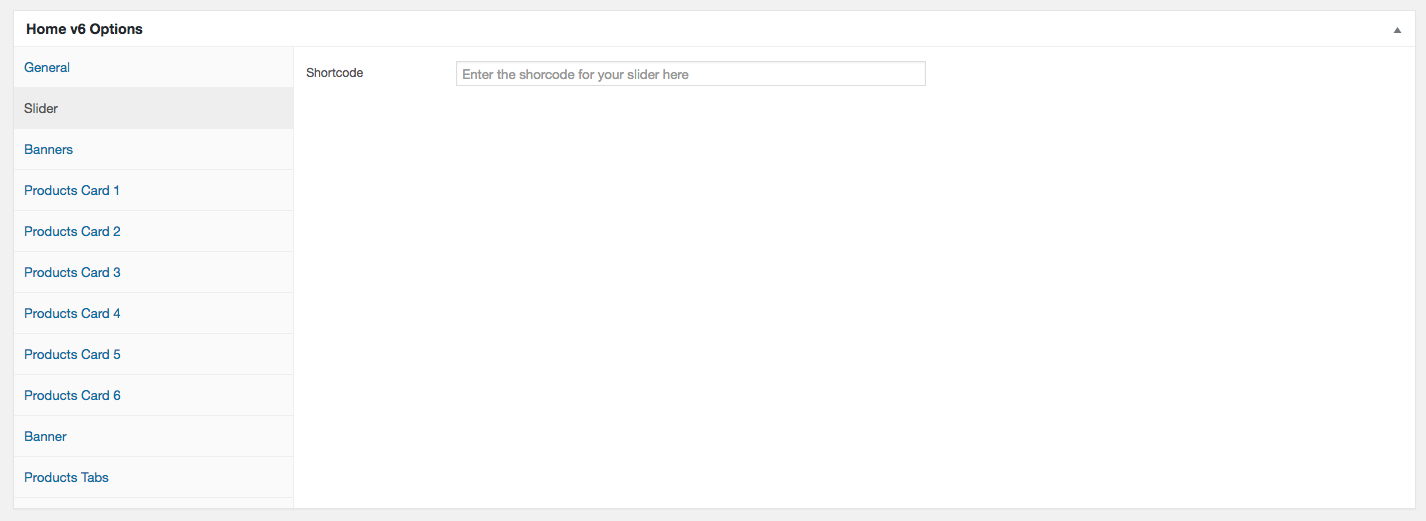 Home v6 Options
General
Shortcode
Enter the shorcode for your slider here
Slider
Banners
Products Card 1
Products Card 2
Products Card 3
Products Card 4
Products Card 5
Products Card 6
Banner
Products Tabs